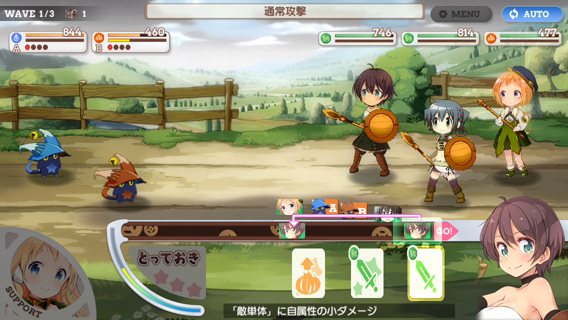 WAVE 1/3 1
通常攻撃
MENU
AUTO
844
460
746
814
477
A
B
A
B
GO!
とっておき
SUPPORT
「敵単体」に自属性の小ダメージ